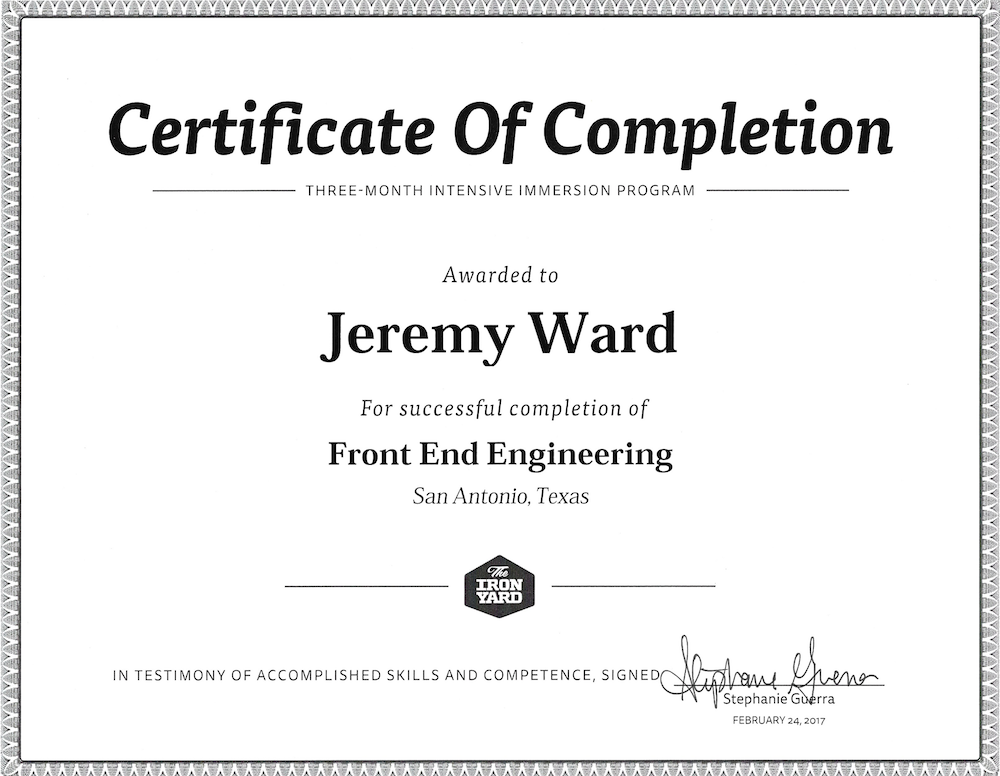 Certificate Of Completion
THREE-MONTH INTENSIVE IMMERSION PROGRAM
Awarded to
Jeremy Ward
For successful completion of
Front End Engineering
San Antonio, Texas
The
IRON
YARD
IN TESTIMONY OF ACCOMPLISHED SKILLS AND COMPETENCE, SIGNED Stephanie Guerra
Stephanie Guerra
FEBRUARY 24, 2017